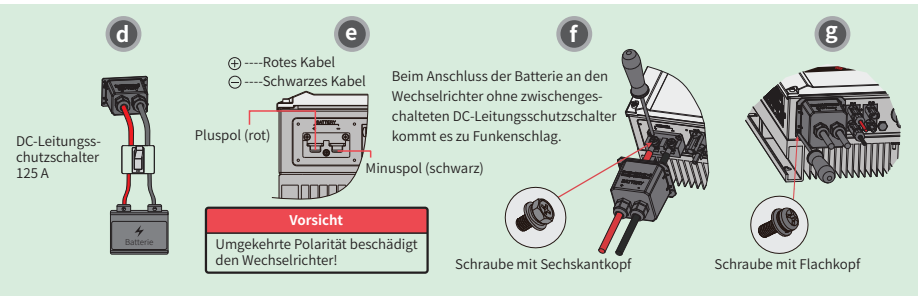 d
DC-Leitungss-
chutzschalter
125 A
Batterie
e
⊕ ----Rotes Kabel
⊖ ----Schwarzes Kabel
BATTERY
Pluspol (rot)
Minuspol (schwarz)
Vorsicht
Umgekehrte Polarität beschädigt
den Wechselrichter!
f
Beim Anschluss der Batterie an den
Wechselrichter ohne zwischenges-
chalteten DC-Leitungsschutzschalter
kommt es zu Funkenschlag.
BATTERY
Schraube mit Sechskantkopf
g
Schraube mit Flachkopf